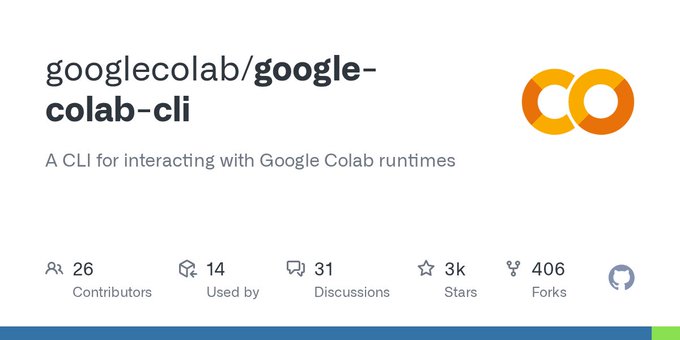 googlecolab/google-
colab-cli
A CLI for interacting with Google Colab runtimes
26 14 31 3k 406
Contributors Used by Discussions Stars Forks